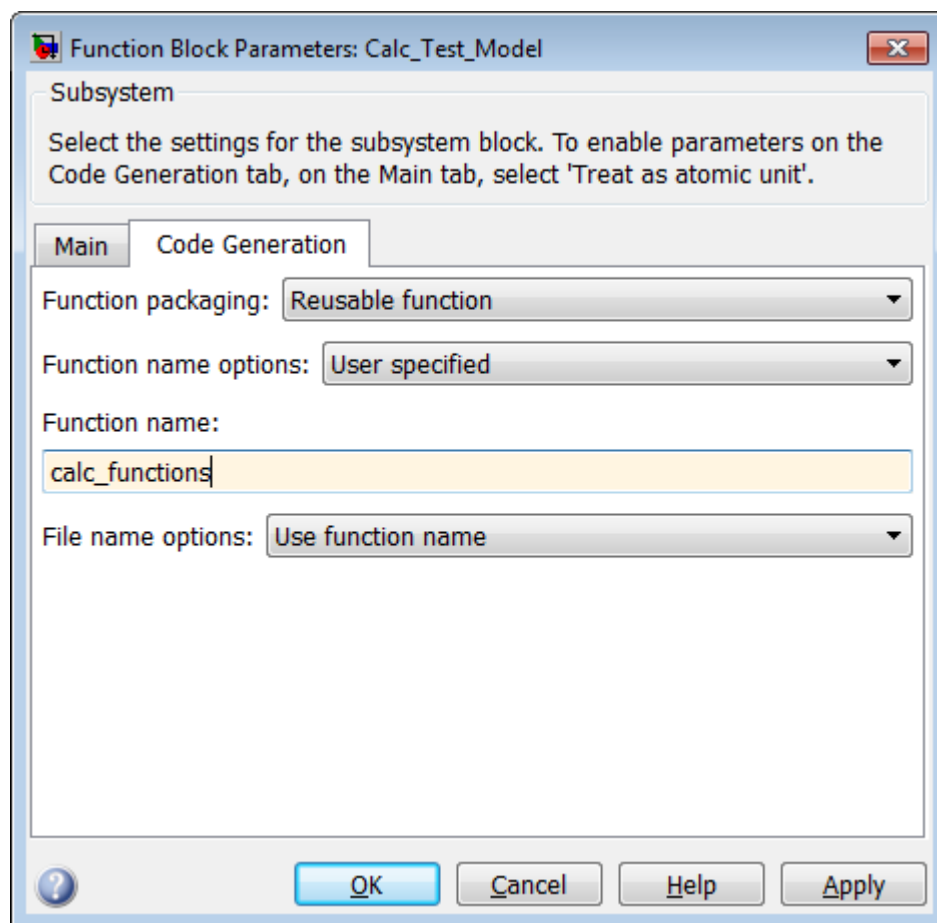 Function Block Parameters: Calc_Test_Model
Subsystem
Select the settings for the subsystem block. To enable parameters on the
Code Generation tab, on the Main tab, select 'Treat as atomic unit'.
Main Code Generation
Function packaging: Reusable function
Function name options: User specified
Function name:
calc_functions
File name options: Use function name
? OK Cancel Help Apply